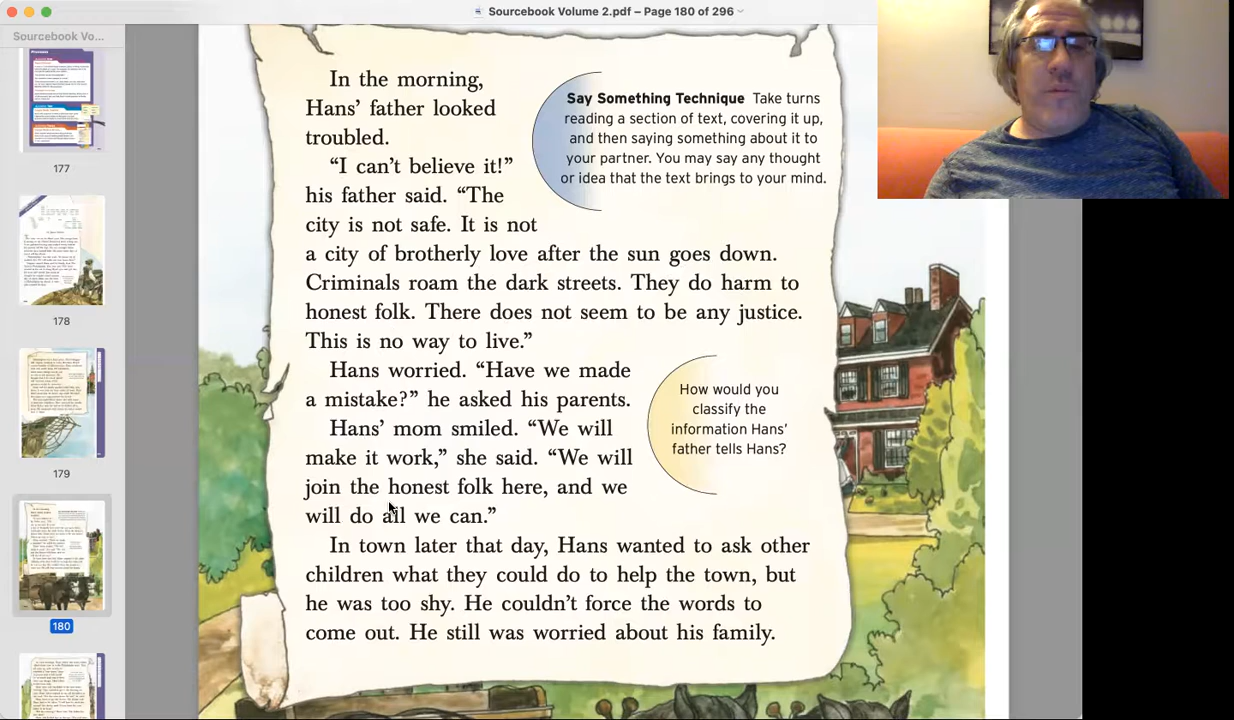 Sourcebook Volume 2.pdf – Page 180 of 296
Sourcebook Vo...
177
178
179
180
In the morning,
Hans’ father looked
troubled.
“I can’t believe it!”
his father said. “The
city is not safe. It is not
a city of brotherly love after the sun goes down.
Criminals roam the dark streets. They do harm to
honest folk. There does not seem to be any justice.
This is no way to live.”
Hans worried. “Have we made
a mistake?” he asked his parents.
Hans’ mom smiled. “We will
make it work,” she said. “We will
join the honest folk here, and we
will do all we can.”
In town later that day, Hans wanted to ask other
children what they could do to help the town, but
he was too shy. He couldn’t force the words to
come out. He still was worried about his family.
Say Something Technique Take turns
reading a section of text, covering it up,
and then saying something about it to
your partner. You may say any thought
or idea that the text brings to your mind.
How would you
classify the
information Hans’
father tells Hans?